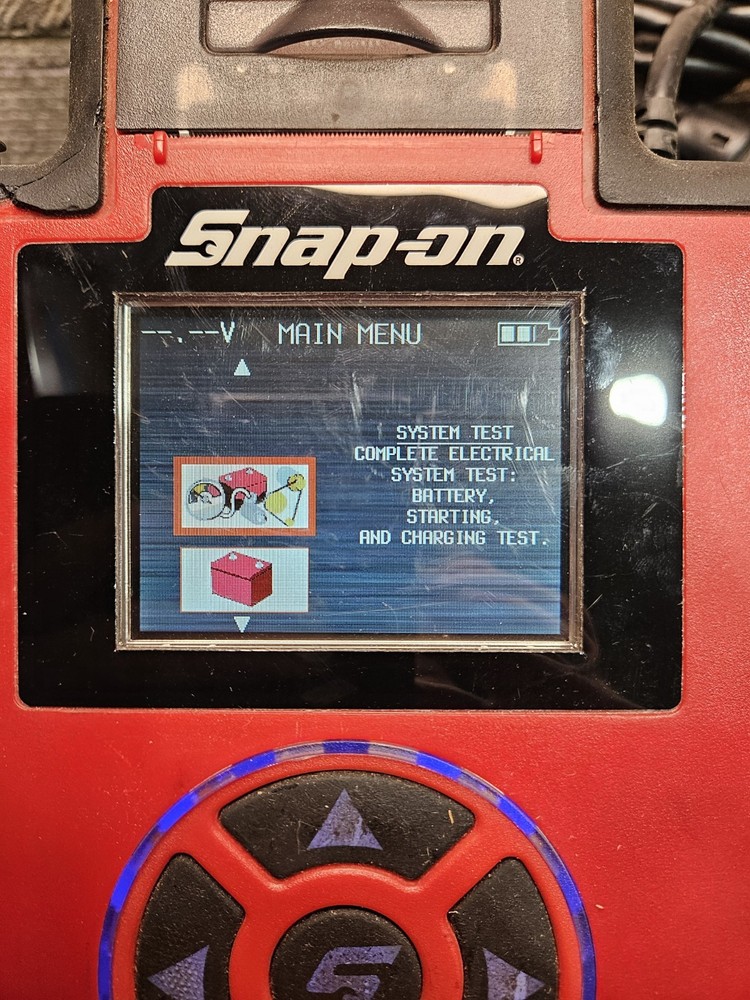 Snap-on®
--.--V MAIN MENU
SYSTEM TEST
COMPLETE ELECTRICAL
SYSTEM TEST:
BATTERY,
STARTING,
AND CHARGING TEST.
S